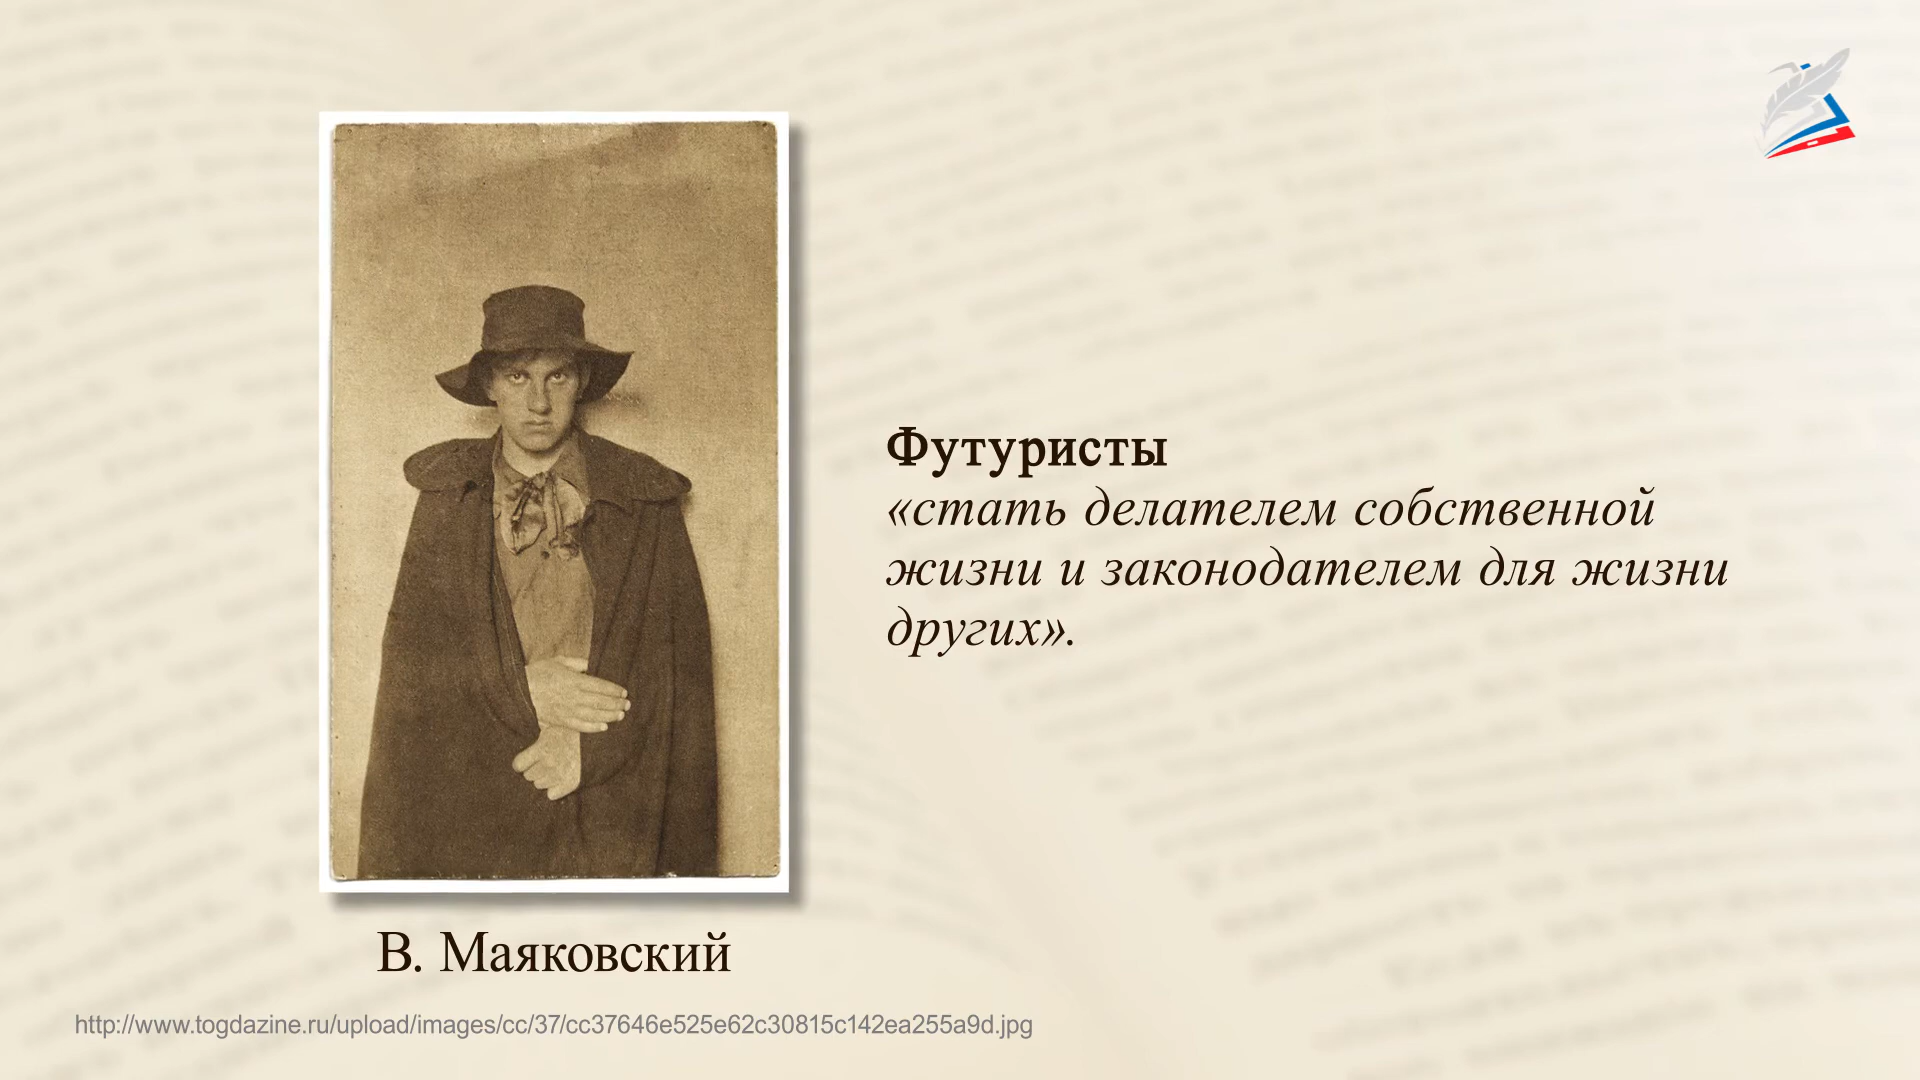 Футуристы
«стать делателем собственной
жизни и законодателем для жизни
других».
В. Маяковский
http://www.togdazine.ru/upload/images/cc/37/cc37646e525e62c30815c142ea255a9d.jpg